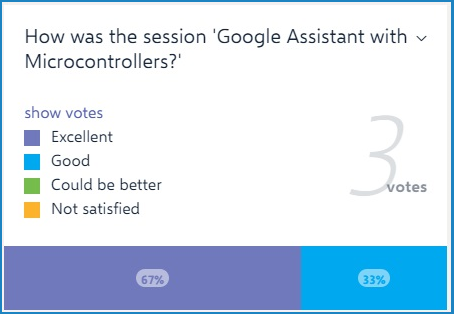 How was the session 'Google Assistant with
Microcontrollers?'
show votes
Excellent
Good
Could be better
Not satisfied
3
votes
67%
33%